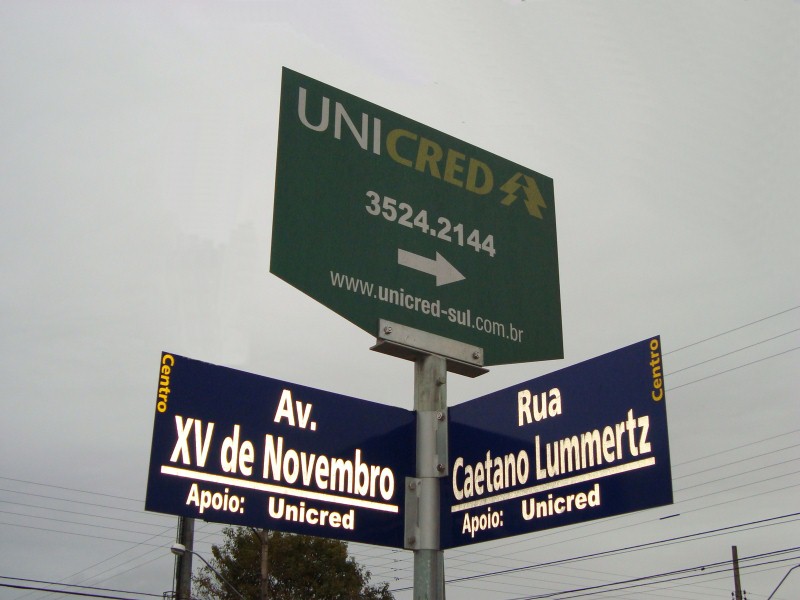 UNICRED
3524.2144
www.unicred-sul.com.br
Centro
Av.
XV de Novembro
Apoio: Unicred
Centro
Rua
Caetano Lummertz
Apoio: Unicred